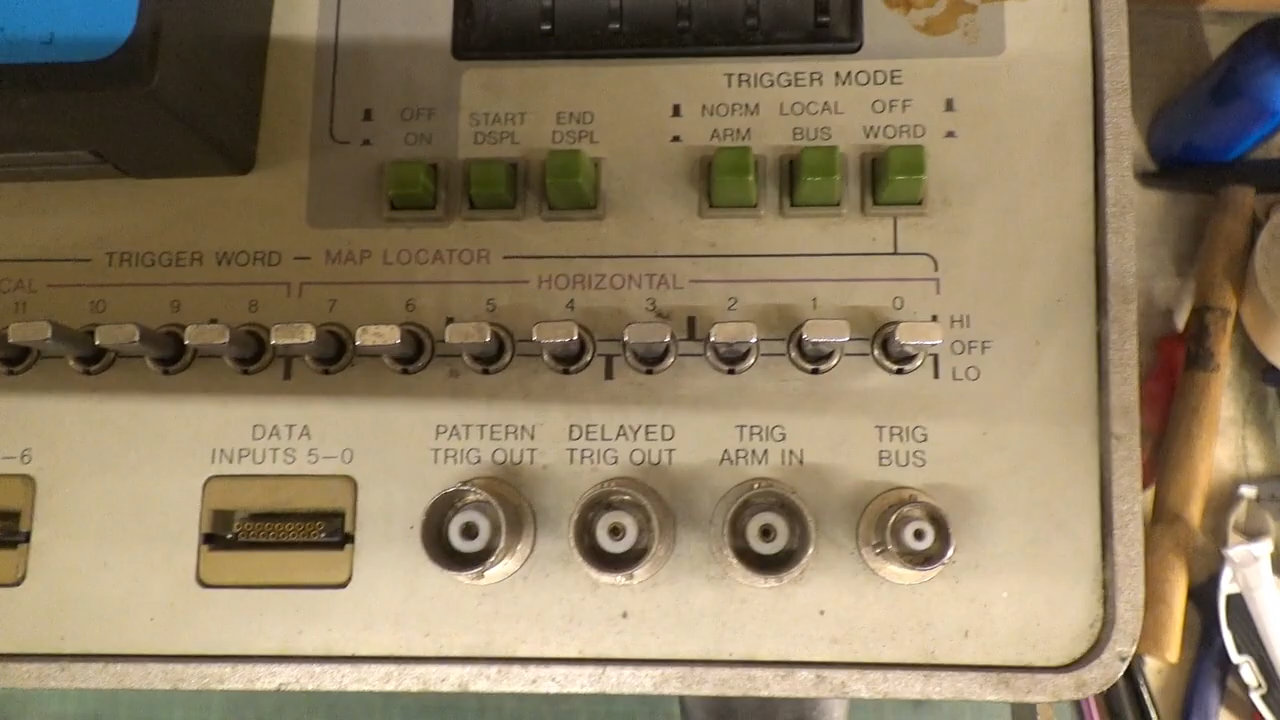 TRIGGER MODE
OFF NORM LOCAL OFF
ON START DSPL END DSPL ARM BUS WORD
TRIGGER WORD — MAP LOCATOR
CAL HORIZONTAL
11 10 9 8 7 6 5 4 3 2 1 0
HI
OFF
LO
DATA PATTERN DELAYED TRIG TRIG
-6 INPUTS 5-0 TRIG OUT TRIG OUT ARM IN BUS